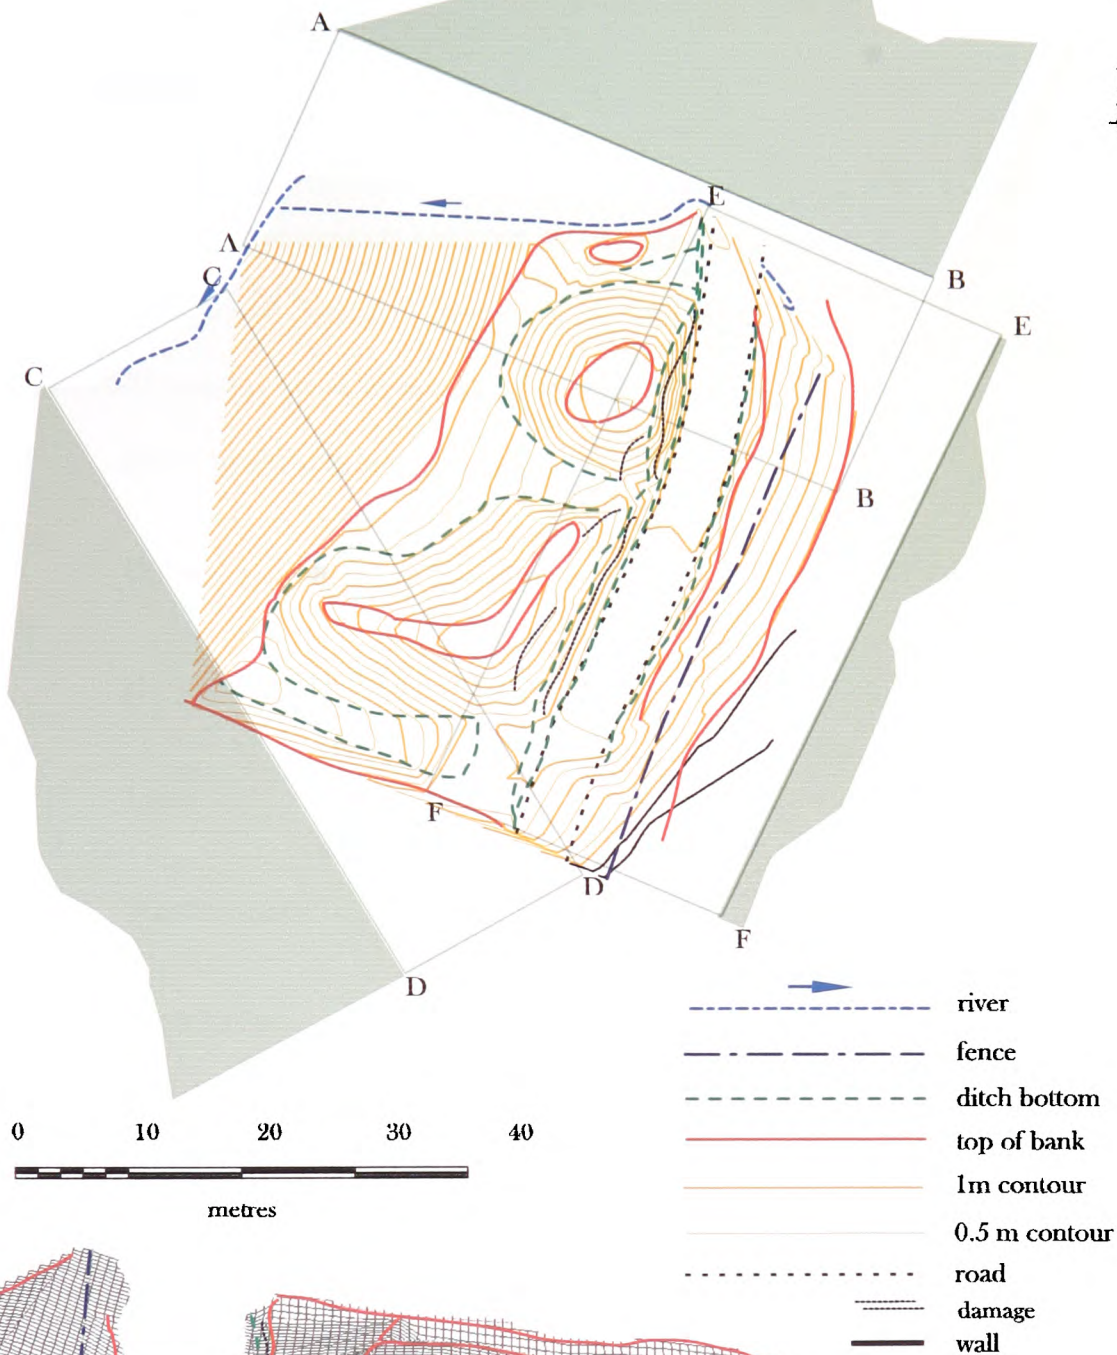 A
E
A
C
B
E
C
B
F
D
F
D
river
fence
ditch bottom
top of bank
1m contour
0.5 m contour
road
damage
wall
0 10 20 30 40
metres